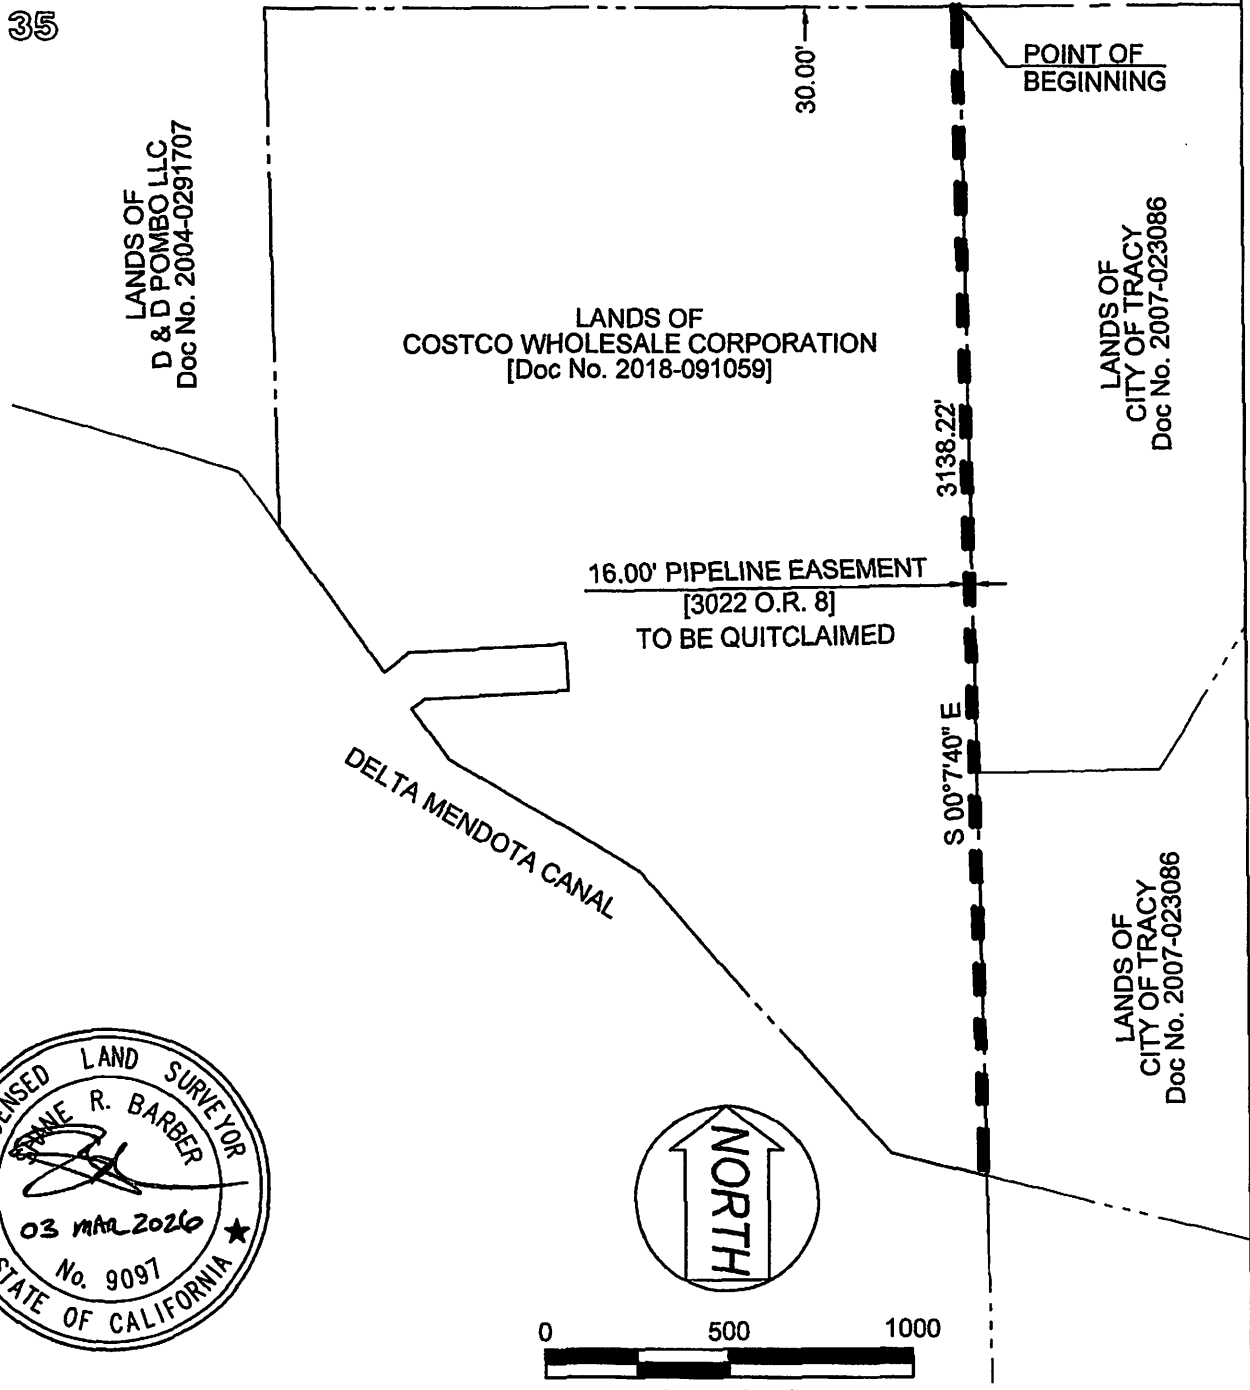 35
30.00'
POINT OF
BEGINNING
LANDS OF
D & D POMBO LLC
Doc No. 2004-0291707
LANDS OF
COSTCO WHOLESALE CORPORATION
[Doc No. 2018-091059]
LANDS OF
CITY OF TRACY
Doc No. 2007-023086
3138.22'
16.00' PIPELINE EASEMENT
[3022 O.R. 8]
TO BE QUITCLAIMED
S 00°7'40" E
DELTA MENDOTA CANAL
LANDS OF
CITY OF TRACY
Doc No. 2007-023086
LAND SURVEYOR
R. BARBER
03 MAR 2026
No. 9097
STATE OF CALIFORNIA
NORTH
0 500 1000